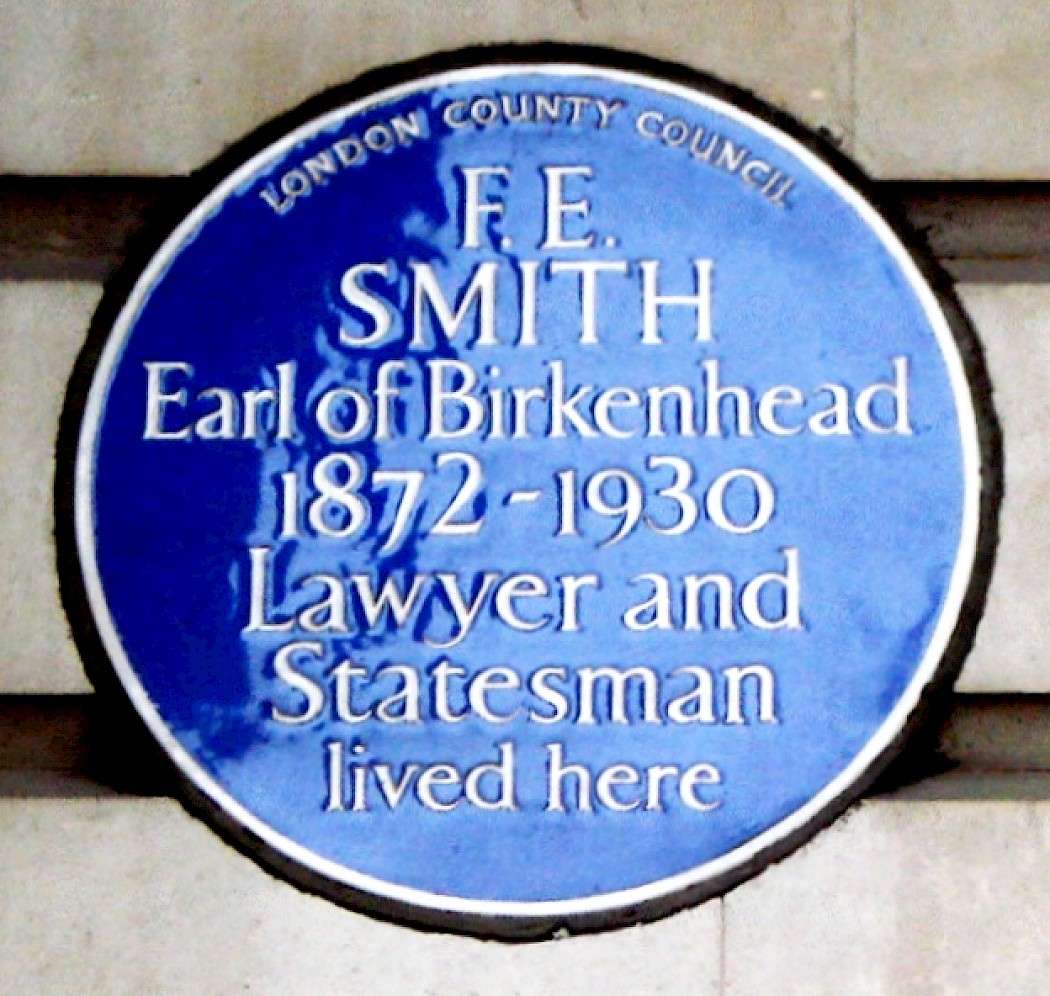 LONDON COUNTY COUNCIL
F. E.
SMITH
Earl of Birkenhead
1872-1930
Lawyer and
Statesman
lived here